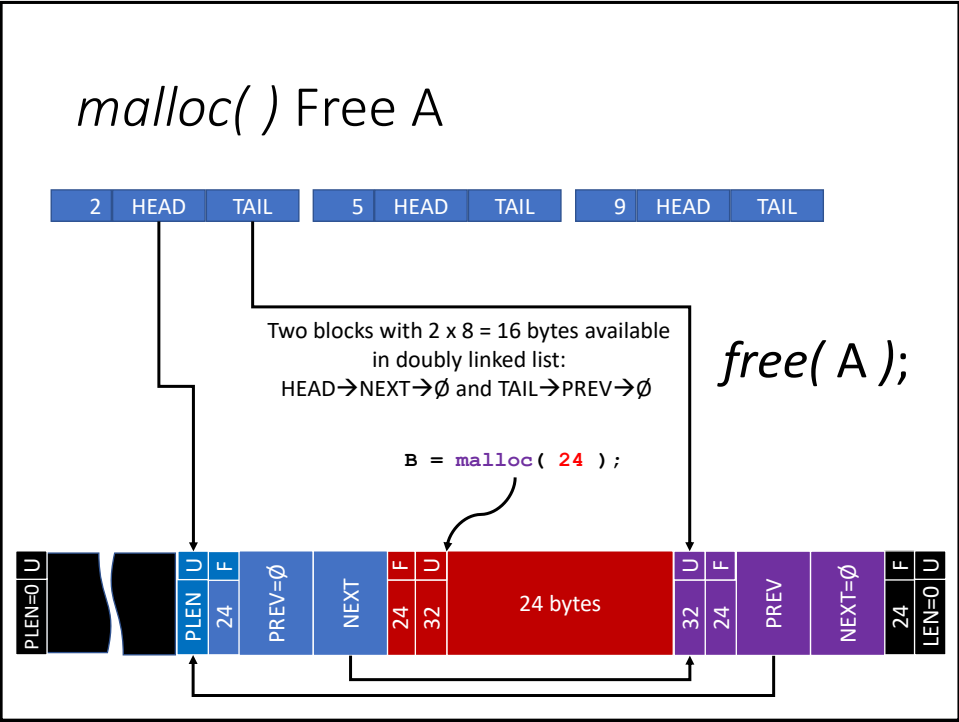 malloc( ) Free A
2 HEAD TAIL 5 HEAD TAIL 9 HEAD TAIL
Two blocks with 2 x 8 = 16 bytes available
in doubly linked list:
HEAD→NEXT→Ø and TAIL→PREV→Ø
free( A );
B = malloc( 24 );
PLEN=0 U
PLEN U
24 F
PREV=Ø
NEXT
24 F
32 U
24 bytes
32 U
24 F
PREV
NEXT=Ø
24 F
LEN=0 U